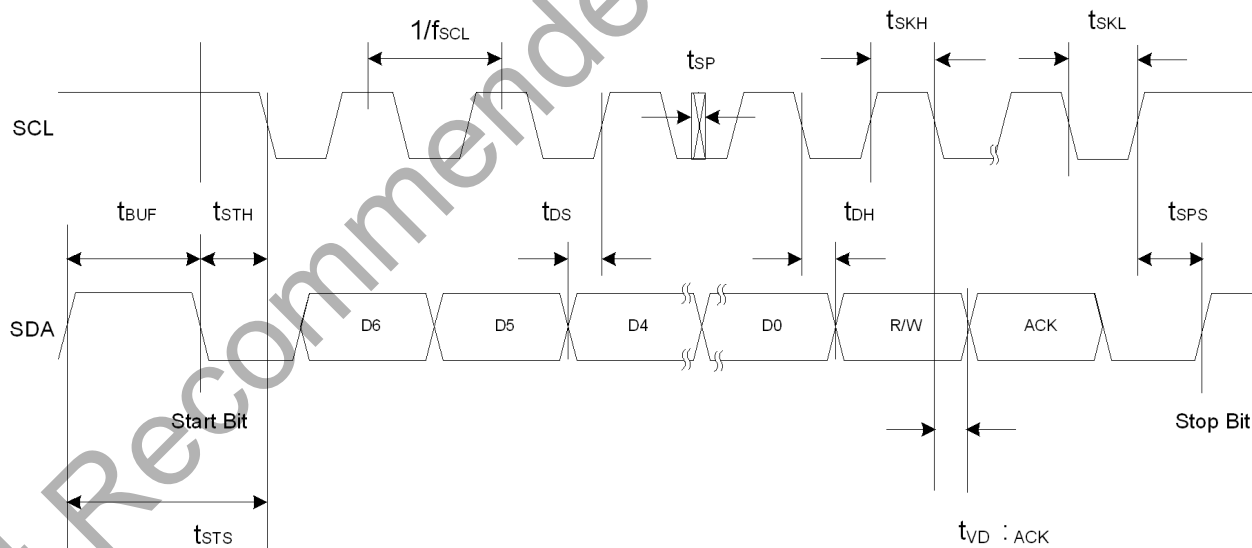 1/fSCL
tSKH
tSKL
tSP
SCL
tBUF
tSTH
tDS
tDH
tSPS
SDA
D6
D5
D4
D0
R/W
ACK
Start Bit
Stop Bit
tSTS
tVD : ACK
t Recommende